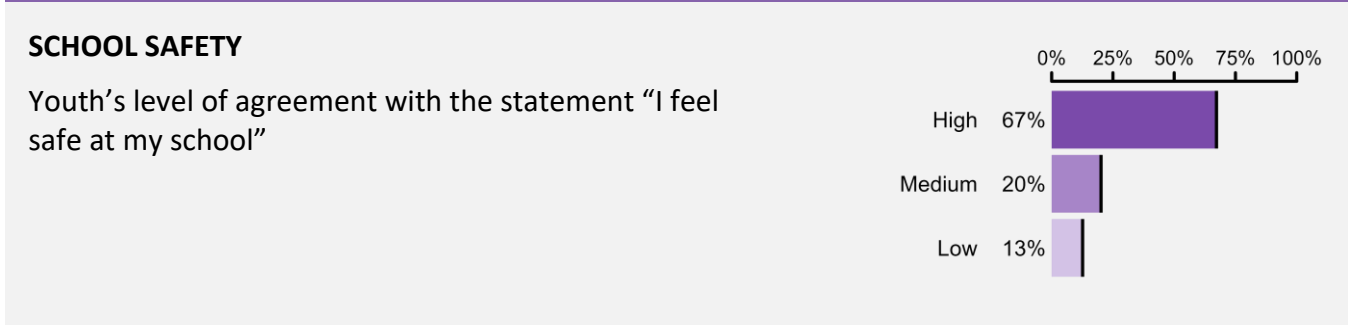 SCHOOL SAFETY
Youth’s level of agreement with the statement “I feel
safe at my school”
0% 25% 50% 75% 100%
High 67%
Medium 20%
Low 13%